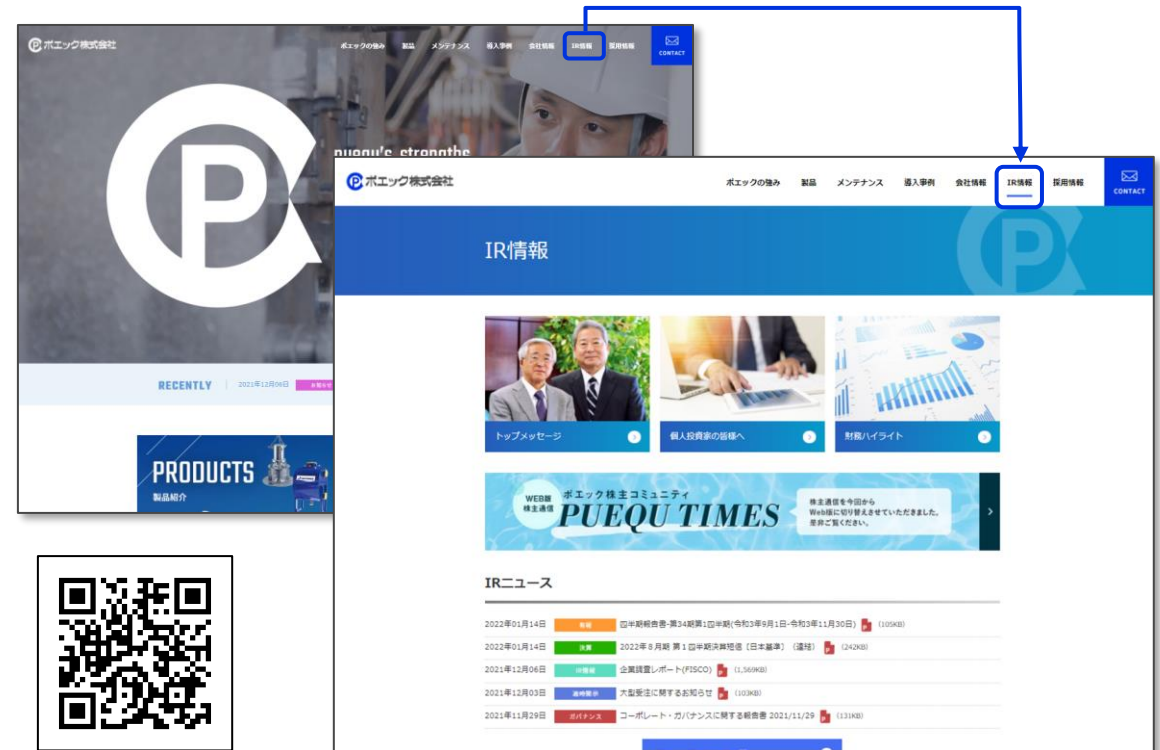 ポエック株式会社
ポエックの強み 製品 メンテナンス 導入事例 会社情報 IR情報 採用情報
CONTACT
puequ's strengths
RECENTLY 2021年12月06日 お知らせ
PRODUCTS
製品紹介
ポエック株式会社
ポエックの強み 製品 メンテナンス 導入事例 会社情報 IR情報 採用情報
CONTACT
IR情報
トップメッセージ
個人投資家の皆様へ
財務ハイライト
WEB版
株主通信
ポエック株主コミュニティ
PUEQU TIMES
株主通信を今回から
Web版に切り替えさせていただきました。
是非ご覧ください。
IRニュース
2022年01月14日 四半期報告書-第34期第1四半期(令和3年9月1日-令和3年11月30日) (105KB)
2022年01月14日 決算 2022年8月期 第1四半期決算短信〔日本基準〕(連結) (242KB)
2021年12月06日 IR情報 企業調査レポート(FISCO) (1,569KB)
2021年12月03日 適時開示 大型受注に関するお知らせ (103KB)
2021年11月29日 ガバナンス コーポレート・ガバナンスに関する報告書 2021/11/29 (131KB)